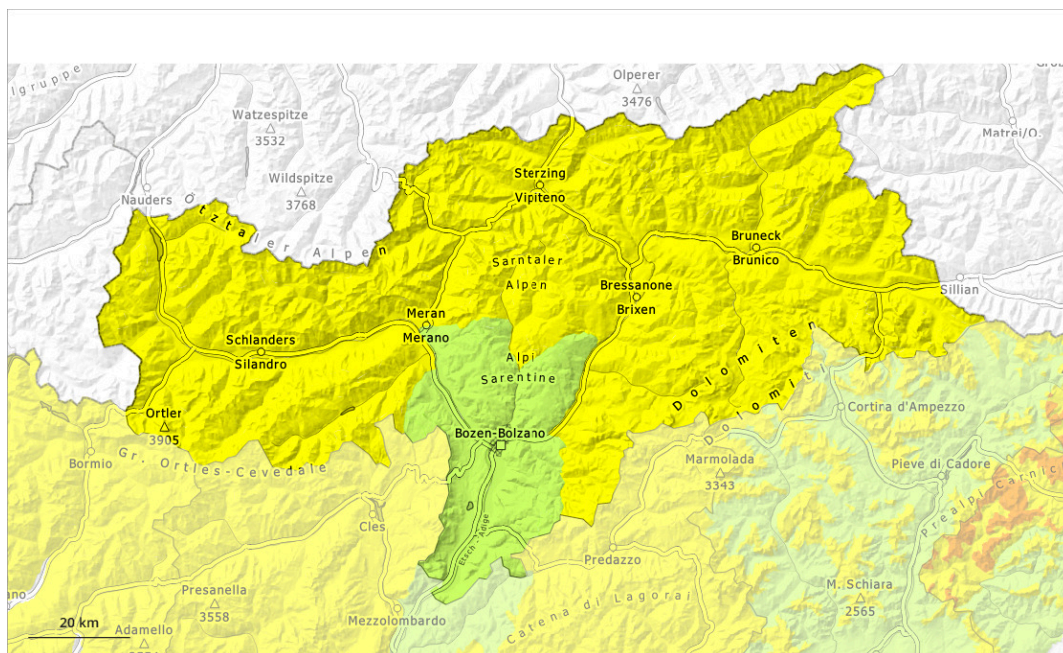 Olperer
3476
Watzespitze
3532
Matrei/O.
Sterzing
Vipiteno
Wildspitze
3768
Nauders
Ötztaler Alpen
Bruneck
Brunico
Sarntaler
Alpen
Bressanone
Brixen
Sillian
Meran
Merano
Schlanders
Silandro
Alpi
Sarentine
Dolomiten
Dolomiti
Ortler
3905
Cortina d'Ampezzo
Bozen-Bolzano
Gr. Ortles-Cevedale
Bormio
Marmolada
3343
Pieve di Cadore
Prealpi Carnic
Cles
Etsch - Adige
Predazzo
Presanella
3558
M. Schiara
2565
Mezzolombardo
Catena di Lagorai
20 km
Adamello